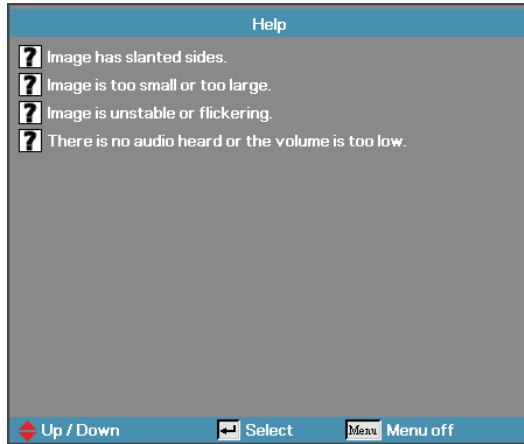 Help
? Image has slanted sides.
? Image is too small or too large.
? Image is unstable or flickering.
? There is no audio heard or the volume is too low.
Up / Down Select Menu Menu off